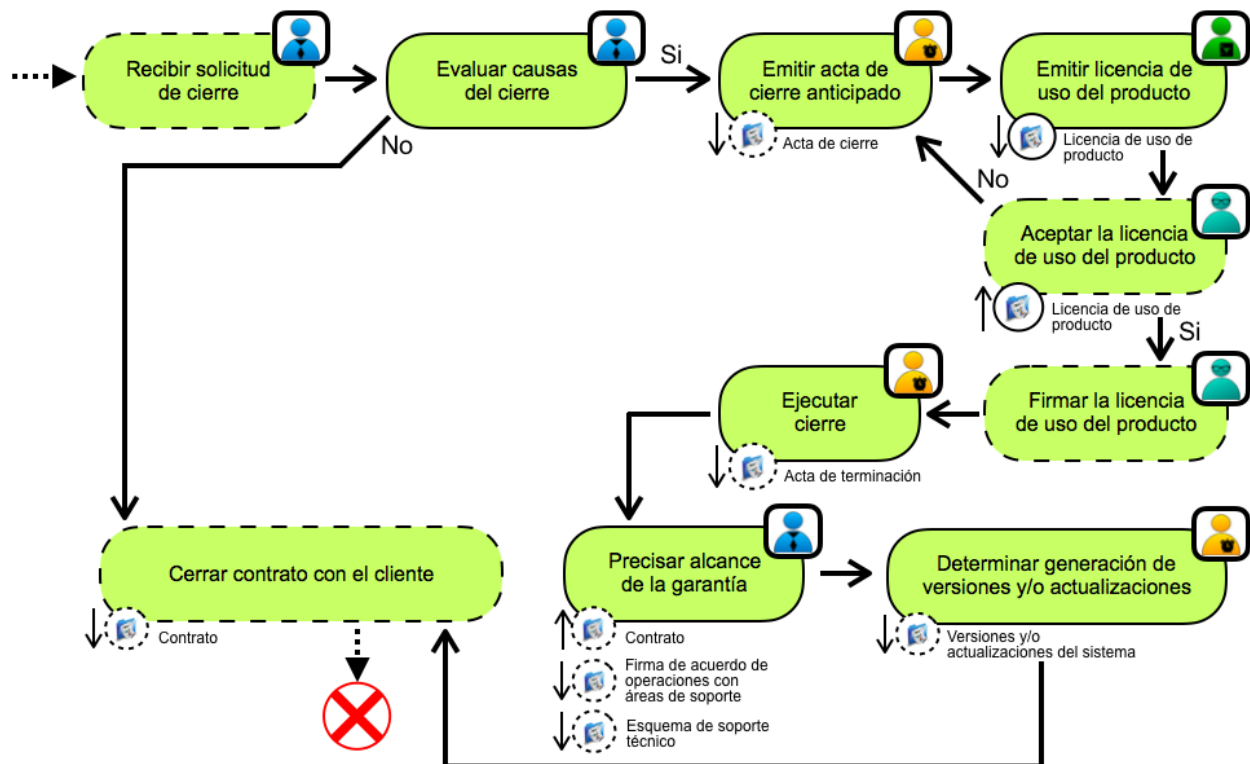 Recibir solicitud
de cierre
Evaluar causas
del cierre
Si
Emitir acta de
cierre anticipado
Acta de cierre
Emitir licencia de
uso del producto
Licencia de uso de
producto
No
No
Aceptar la licencia
de uso del producto
Licencia de uso de
producto
Si
Firmar la licencia
de uso del producto
Ejecutar
cierre
Acta de terminación
Cerrar contrato con el cliente
Contrato
Precisar alcance
de la garantía
Contrato
Firma de acuerdo de
operaciones con
áreas de soporte
Esquema de soporte
técnico
Determinar generación de
versiones y/o actualizaciones
Versiones y/o
actualizaciones del sistema